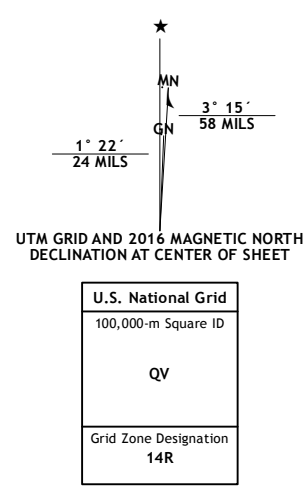 ★
MN
3° 15´
58 MILS
GN
1° 22´
24 MILS
UTM GRID AND 2016 MAGNETIC NORTH
DECLINATION AT CENTER OF SHEET
U.S. National Grid
100,000-m Square ID
QV
Grid Zone Designation
14R